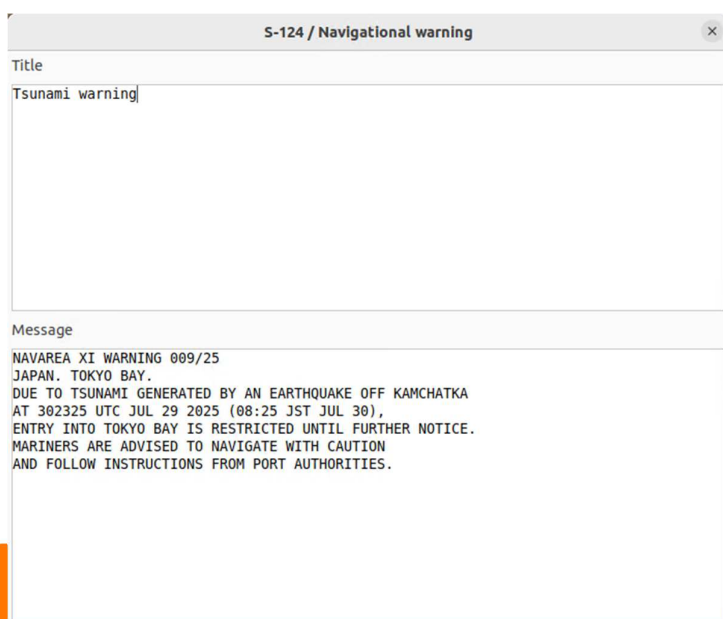 S-124 / Navigational warning
Title
Tsunami warning
Message
NAVAREA XI WARNING 009/25
JAPAN. TOKYO BAY.
DUE TO TSUNAMI GENERATED BY AN EARTHQUAKE OFF KAMCHATKA
AT 302325 UTC JUL 29 2025 (08:25 JST JUL 30),
ENTRY INTO TOKYO BAY IS RESTRICTED UNTIL FURTHER NOTICE.
MARINERS ARE ADVISED TO NAVIGATE WITH CAUTION
AND FOLLOW INSTRUCTIONS FROM PORT AUTHORITIES.